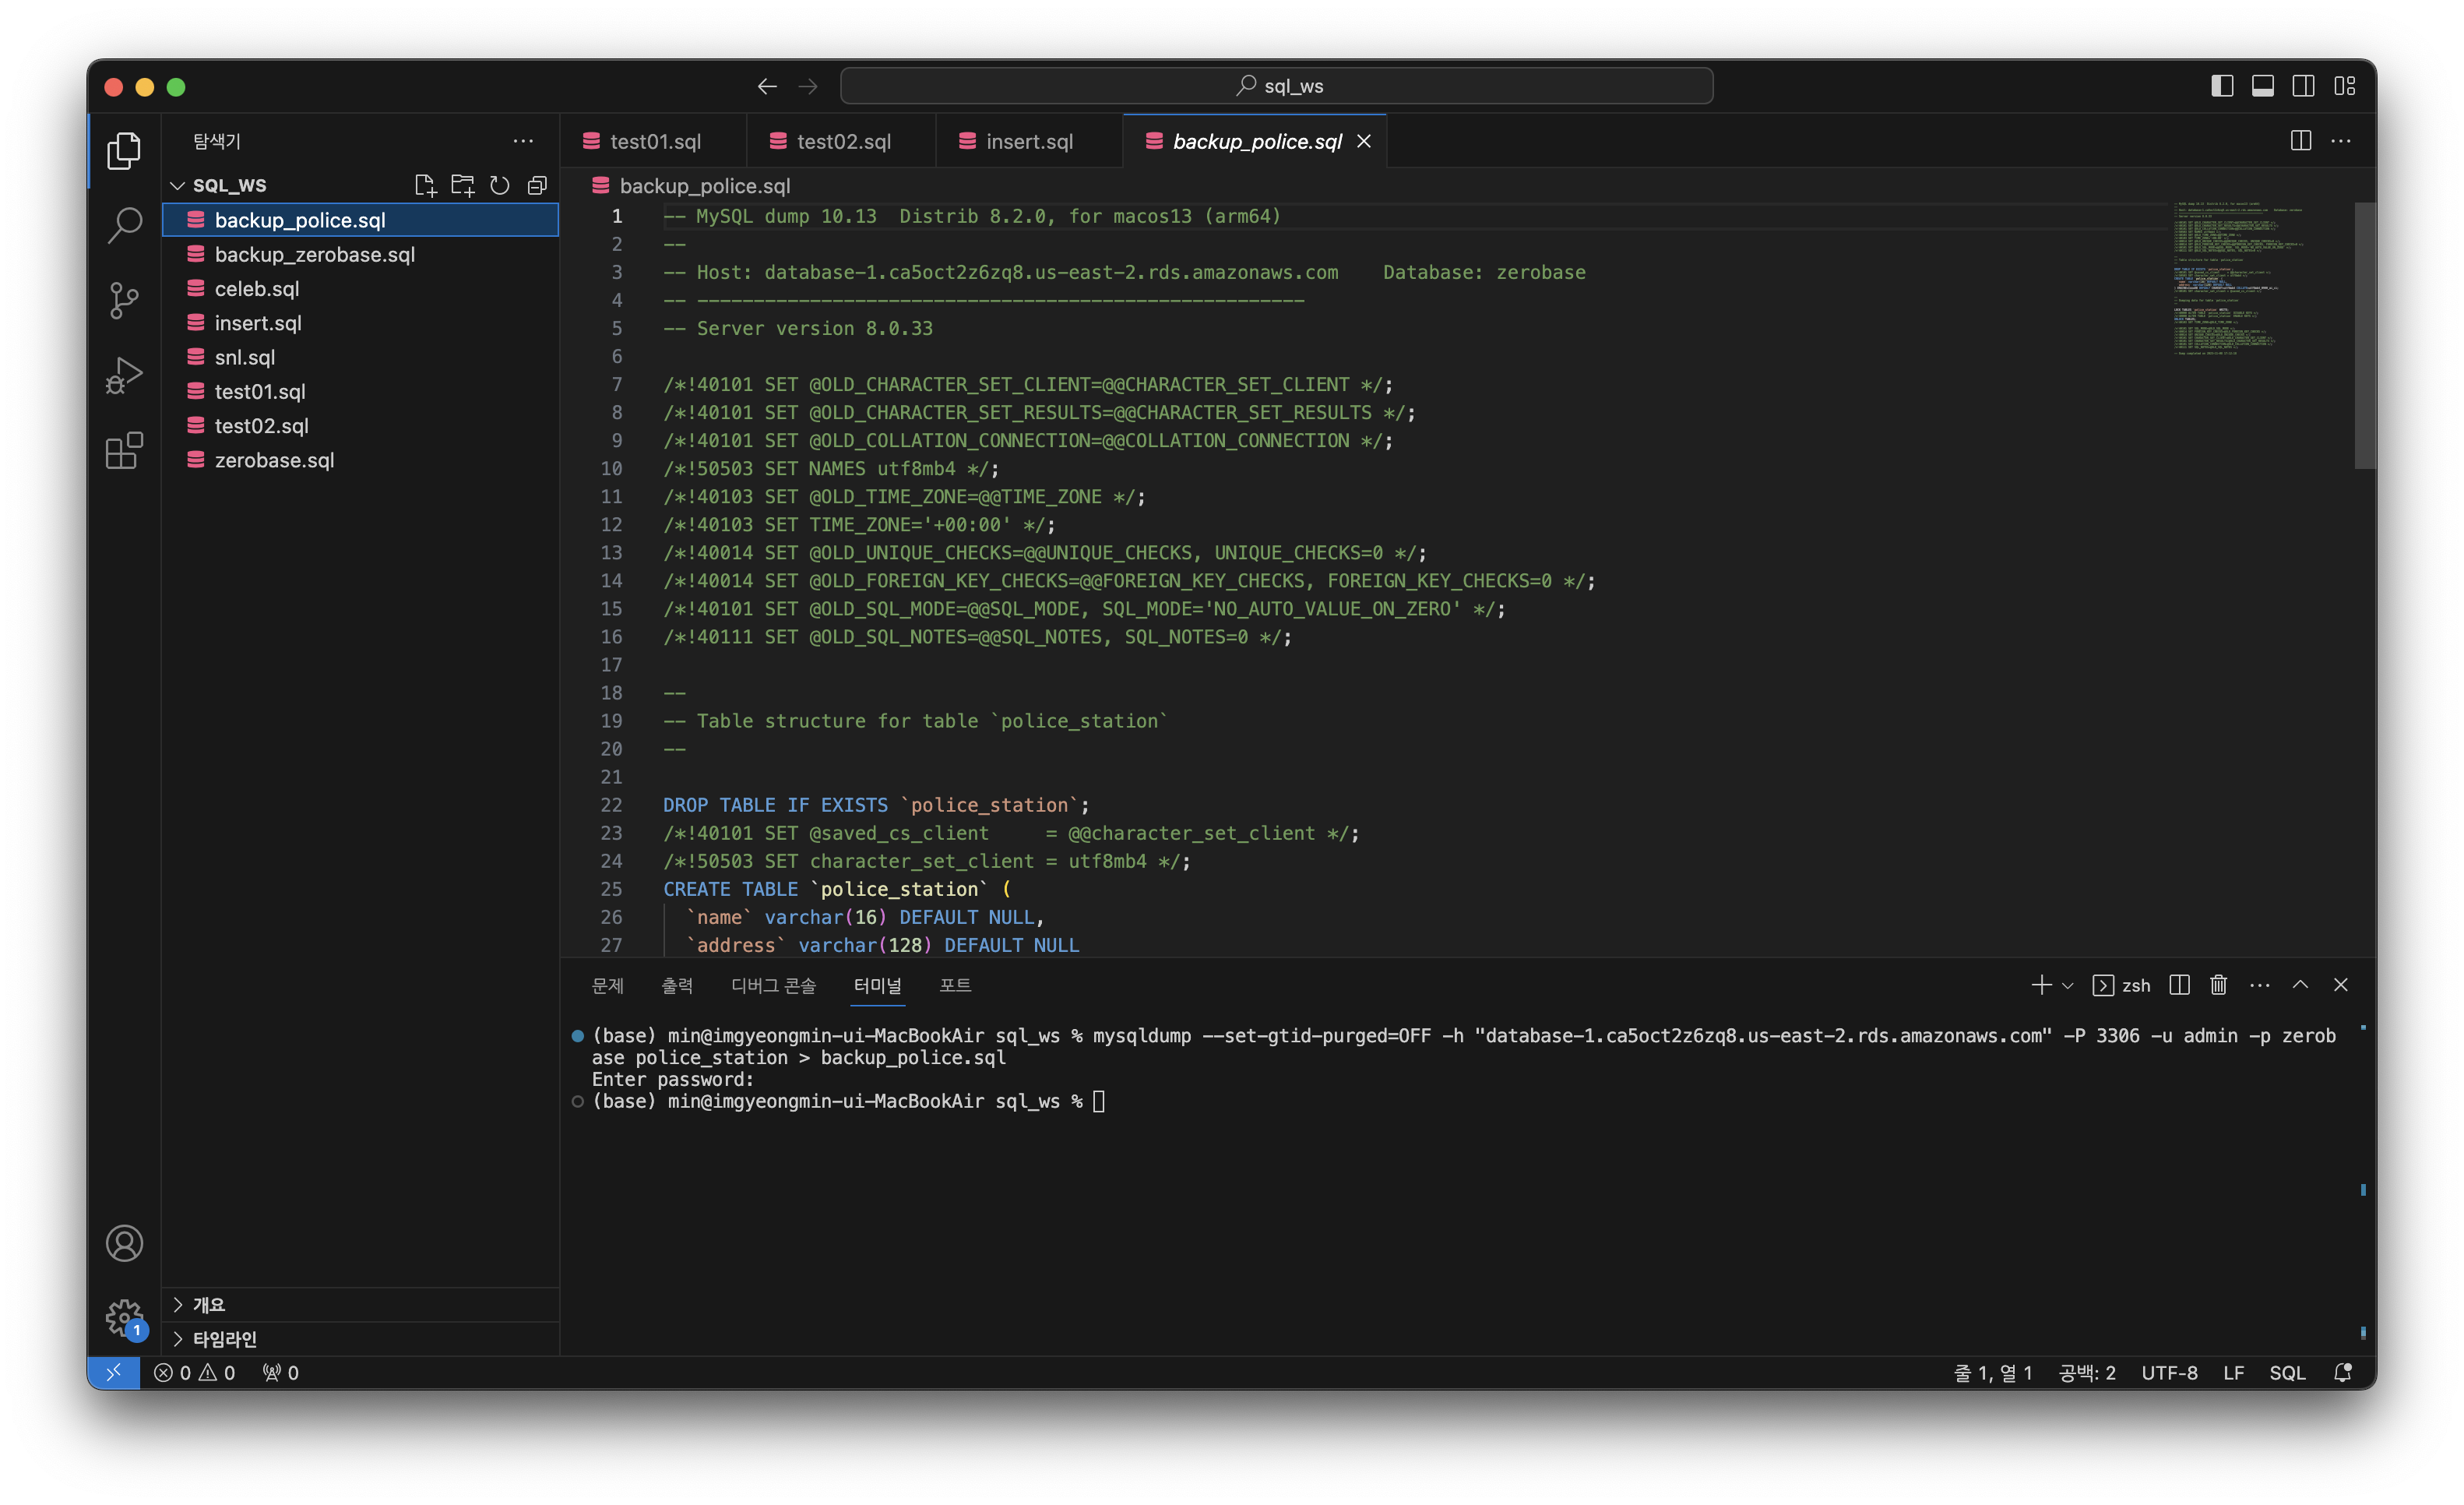 sql_ws
탐색기
SQL_WS
backup_police.sql
backup_zerobase.sql
celeb.sql
insert.sql
snl.sql
test01.sql
test02.sql
zerobase.sql
개요
타임라인
test01.sql
test02.sql
insert.sql
backup_police.sql
backup_police.sql
1 -- MySQL dump 10.13  Distrib 8.2.0, for macos13 (arm64)
2 --
3 -- Host: database-1.ca5oct2z6zq8.us-east-2.rds.amazonaws.com    Database: zerobase
4 -- ------------------------------------------------------
5 -- Server version 8.0.33
6
7 /*!40101 SET @OLD_CHARACTER_SET_CLIENT=@@CHARACTER_SET_CLIENT */;
8 /*!40101 SET @OLD_CHARACTER_SET_RESULTS=@@CHARACTER_SET_RESULTS */;
9 /*!40101 SET @OLD_COLLATION_CONNECTION=@@COLLATION_CONNECTION */;
10 /*!50503 SET NAMES utf8mb4 */;
11 /*!40103 SET @OLD_TIME_ZONE=@@TIME_ZONE */;
12 /*!40103 SET TIME_ZONE='+00:00' */;
13 /*!40014 SET @OLD_UNIQUE_CHECKS=@@UNIQUE_CHECKS, UNIQUE_CHECKS=0 */;
14 /*!40014 SET @OLD_FOREIGN_KEY_CHECKS=@@FOREIGN_KEY_CHECKS, FOREIGN_KEY_CHECKS=0 */;
15 /*!40101 SET @OLD_SQL_MODE=@@SQL_MODE, SQL_MODE='NO_AUTO_VALUE_ON_ZERO' */;
16 /*!40111 SET @OLD_SQL_NOTES=@@SQL_NOTES, SQL_NOTES=0 */;
17
18 --
19 -- Table structure for table `police_station`
20 --
21
22 DROP TABLE IF EXISTS `police_station`;
23 /*!40101 SET @saved_cs_client     = @@character_set_client */;
24 /*!50503 SET character_set_client = utf8mb4 */;
25 CREATE TABLE `police_station` (
26   `name` varchar(16) DEFAULT NULL,
27   `address` varchar(128) DEFAULT NULL
문제 출력 디버그 콘솔 터미널 포트
zsh
(base) min@imgyeongmin-ui-MacBookAir sql_ws % mysqldump --set-gtid-purged=OFF -h "database-1.ca5oct2z6zq8.us-east-2.rds.amazonaws.com" -P 3306 -u admin -p zerob
ase police_station > backup_police.sql
Enter password:
(base) min@imgyeongmin-ui-MacBookAir sql_ws %
1
0 0 0
줄 1, 열 1 공백: 2 UTF-8 LF SQL